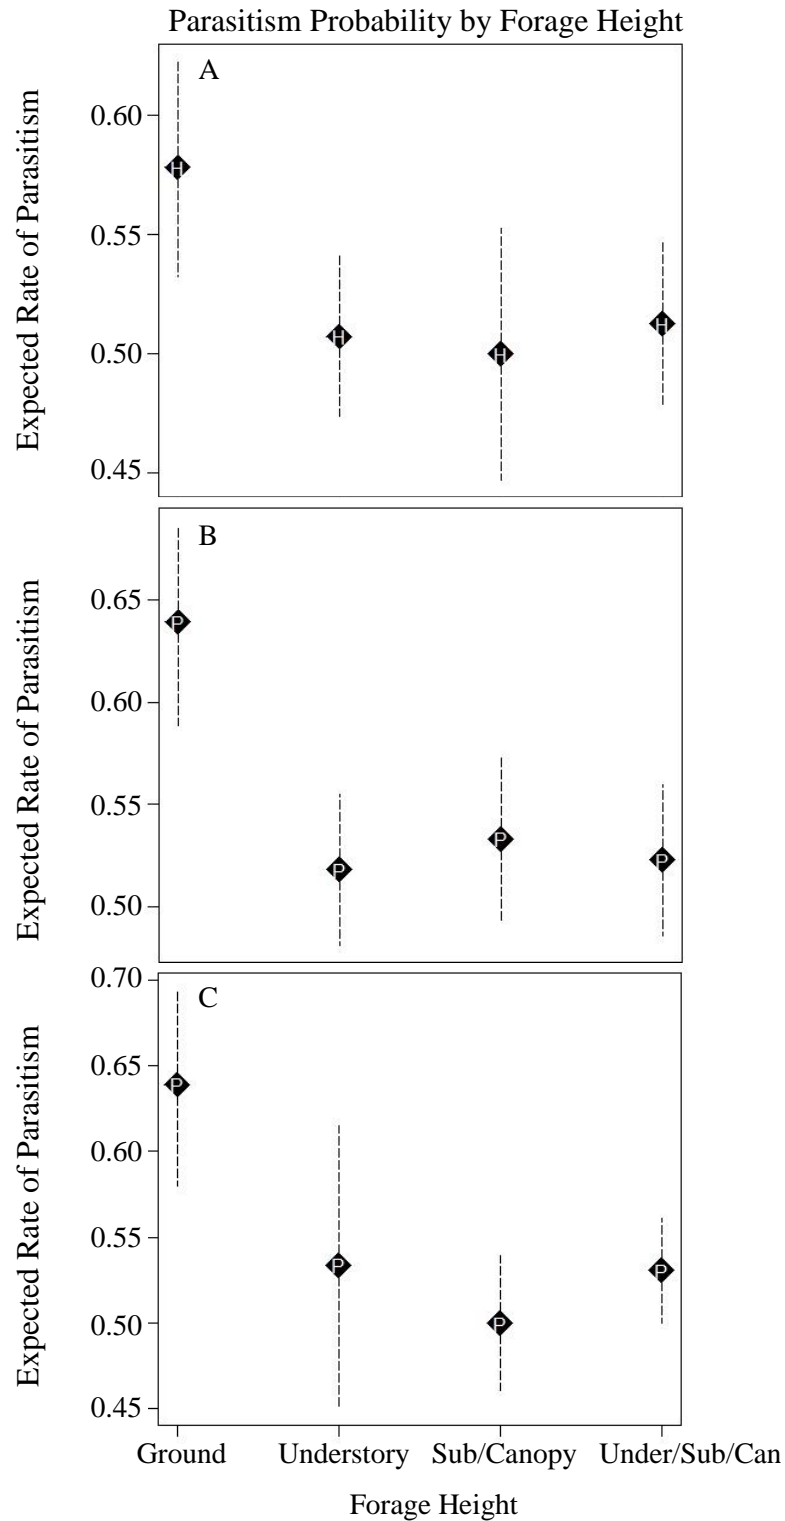 Parasitism Probability by Forage Height
A
Expected Rate of Parasitism
0.60
0.55
0.50
0.45
H
H
H
H
B
Expected Rate of Parasitism
0.65
0.60
0.55
0.50
P
P
P
P
C
Expected Rate of Parasitism
0.70
0.65
0.60
0.55
0.50
0.45
P
P
P
P
Ground
Understory
Sub/Canopy
Under/Sub/Can
Forage Height